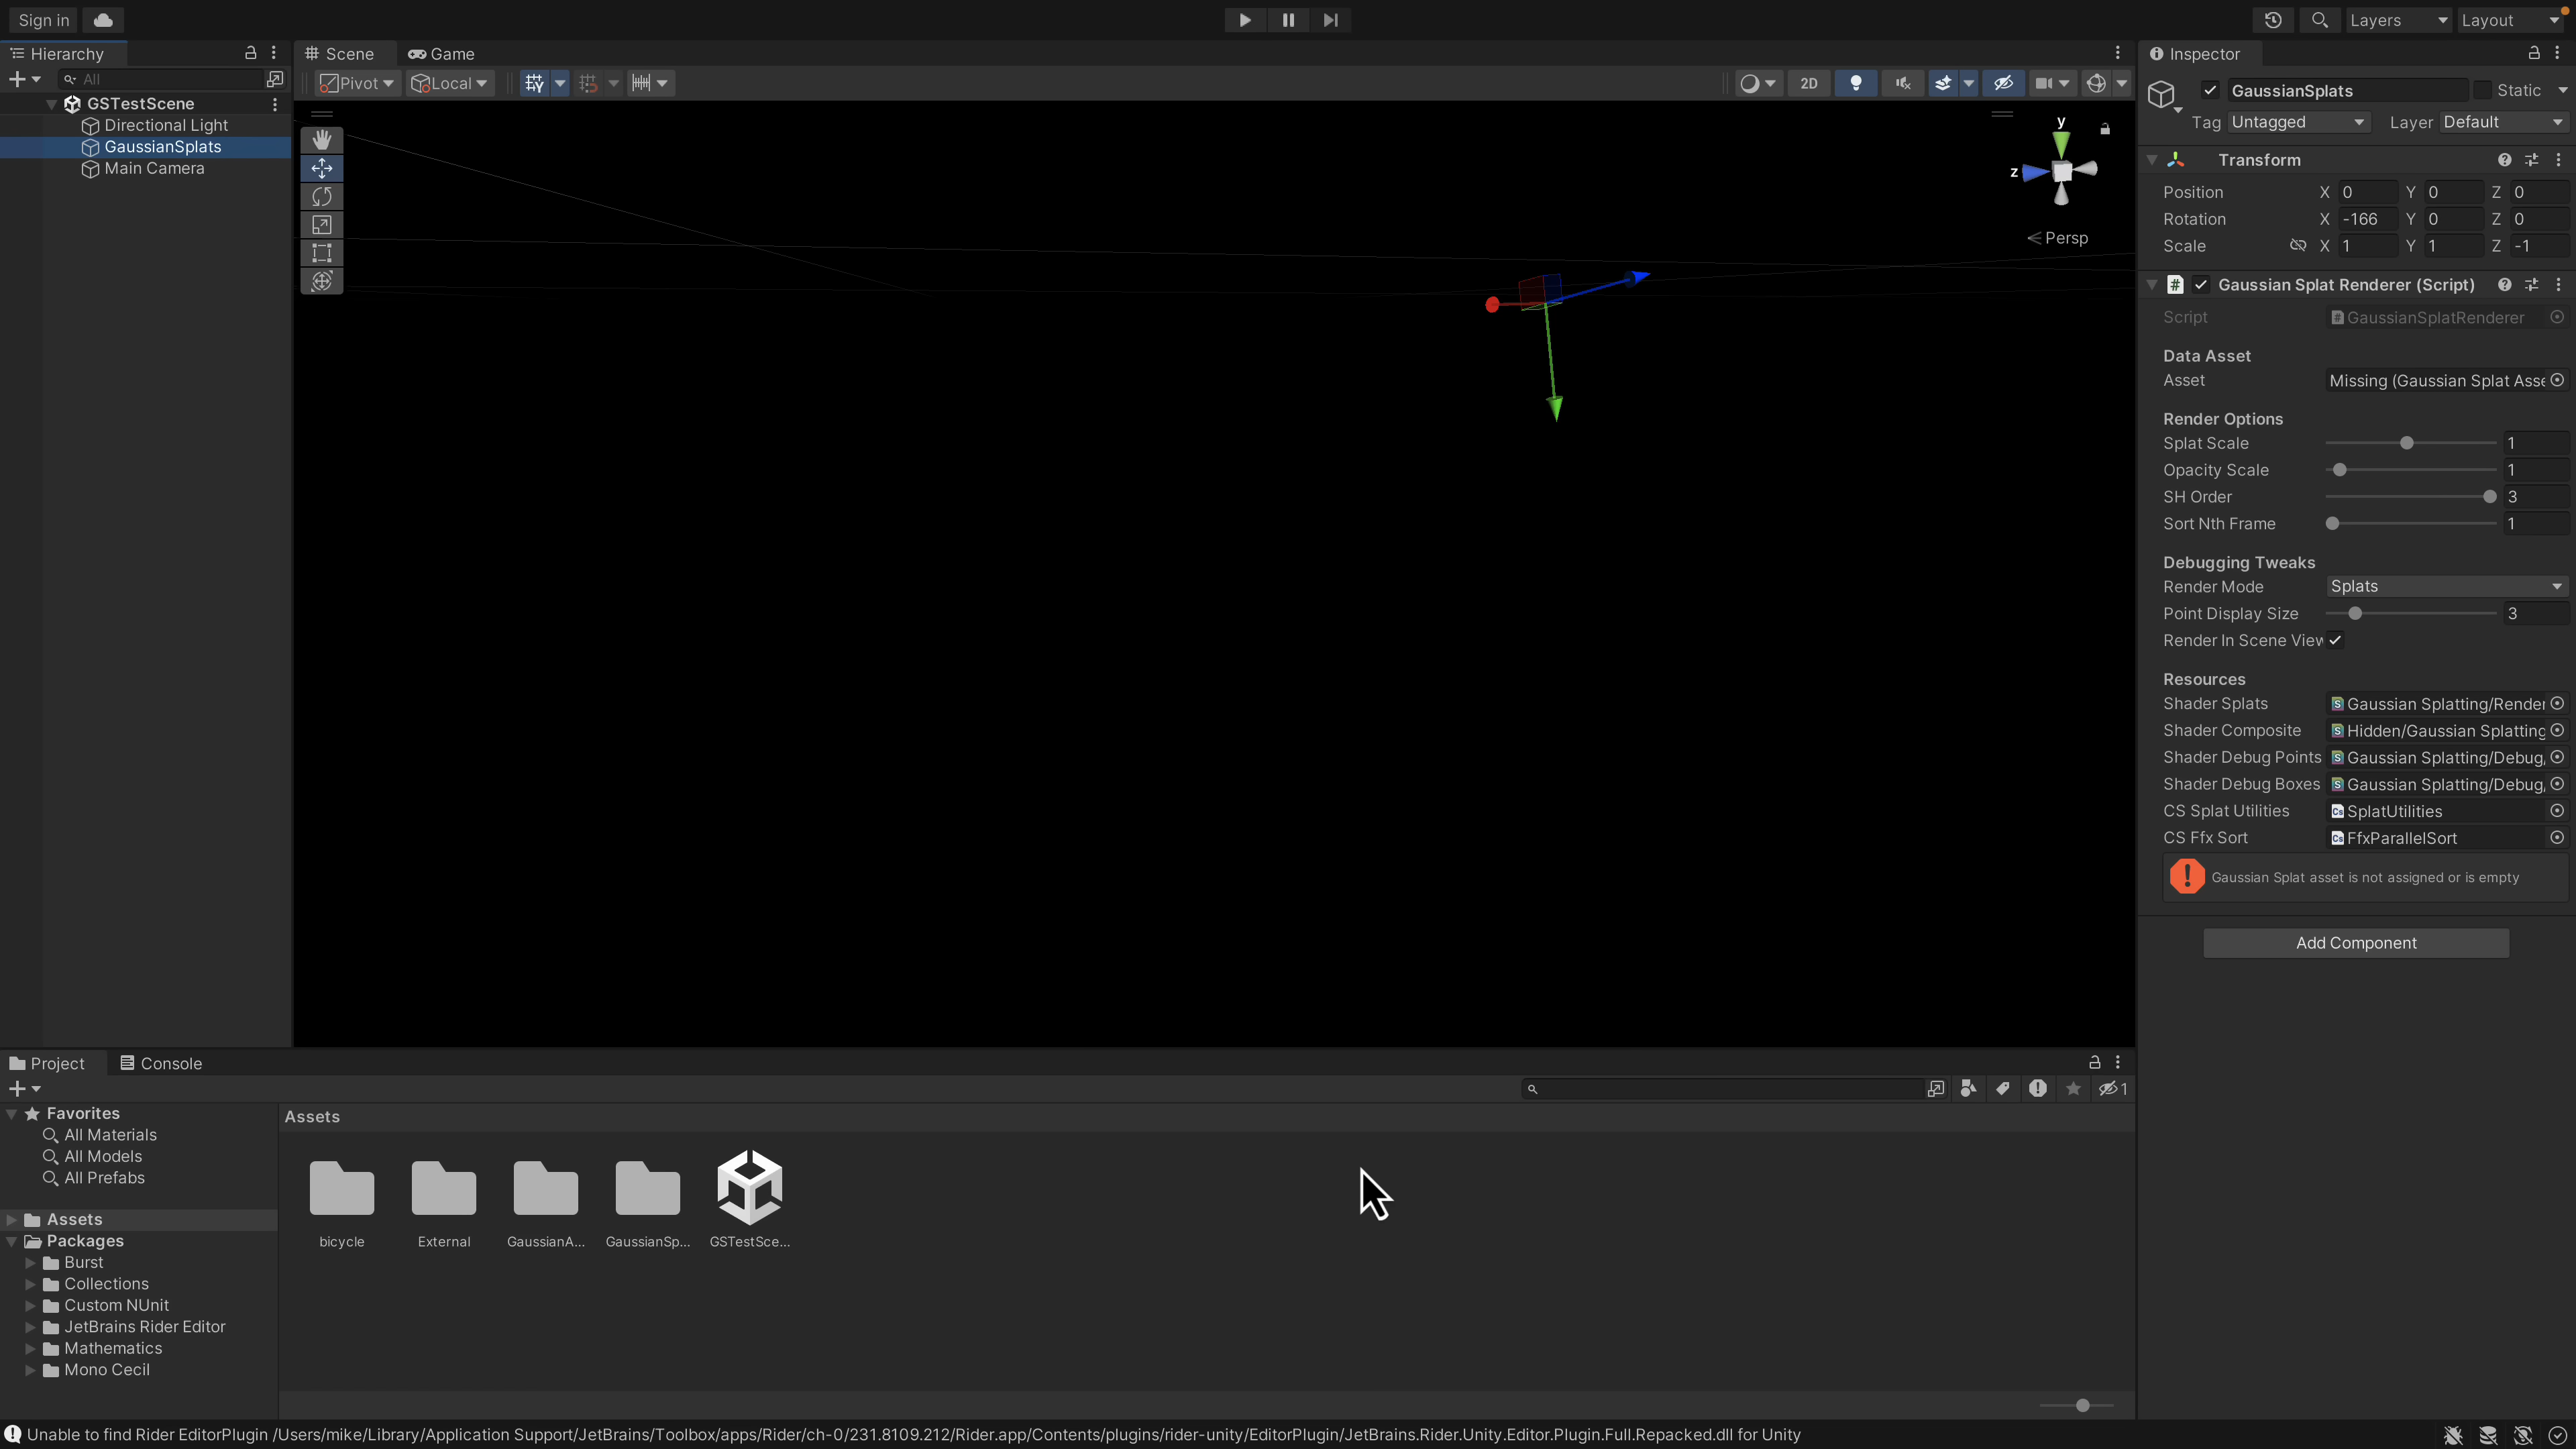 Sign in
Layers
Layout
Hierarchy
Scene
Game
Inspector
All
Pivot
Local
2D
GaussianSplats
Static
GSTestScene
Directional Light
GaussianSplats
Main Camera
Tag Untagged
Layer Default
y
z
Persp
Transform
Position X 0 Y 0 Z 0
Rotation X -166 Y 0 Z 0
Scale X 1 Y 1 Z -1
Gaussian Splat Renderer (Script)
Script GaussianSplatRenderer
Data Asset
Asset Missing (Gaussian Splat Asse
Render Options
Splat Scale 1
Opacity Scale 1
SH Order 3
Sort Nth Frame 1
Debugging Tweaks
Render Mode Splats
Point Display Size 3
Render In Scene View
Resources
Shader Splats Gaussian Splatting/Render
Shader Composite Hidden/Gaussian Splatting
Shader Debug Points Gaussian Splatting/Debug/
Shader Debug Boxes Gaussian Splatting/Debug/
CS Splat Utilities SplatUtilities
CS Ffx Sort FfxParallelSort
Gaussian Splat asset is not assigned or is empty
Add Component
Project
Console
1
Favorites
All Materials
All Models
All Prefabs
Assets
Packages
Burst
Collections
Custom NUnit
JetBrains Rider Editor
Mathematics
Mono Cecil
Assets
bicycle
External
GaussianA...
GaussianSp...
GSTestSce...
Unable to find Rider EditorPlugin /Users/mike/Library/Application Support/JetBrains/Toolbox/apps/Rider/ch-0/231.8109.212/Rider.app/Contents/plugins/rider-unity/EditorPlugin/JetBrains.Rider.Unity.Editor.Plugin.Full.Repacked.dll for Unity